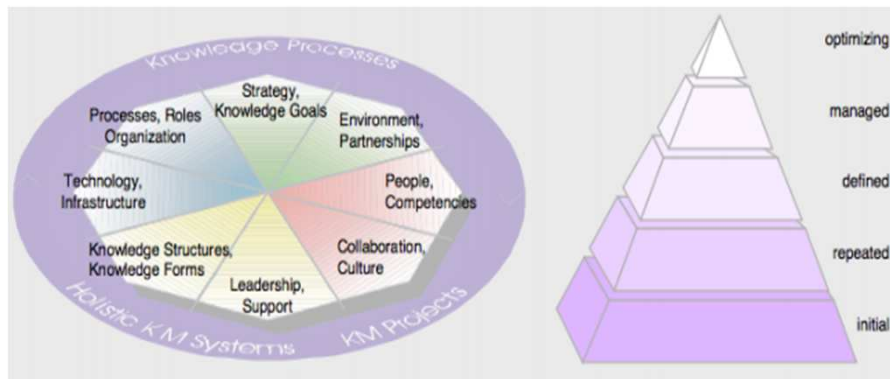 Knowledge Processes
Strategy,
Knowledge Goals
Environment,
Partnerships
People,
Competencies
Collaboration,
Culture
Leadership,
Support
Knowledge Structures,
Knowledge Forms
Technology,
Infrastructure
Processes, Roles
Organization
Holistic KM Systems
KM Projects
optimizing
managed
defined
repeated
initial